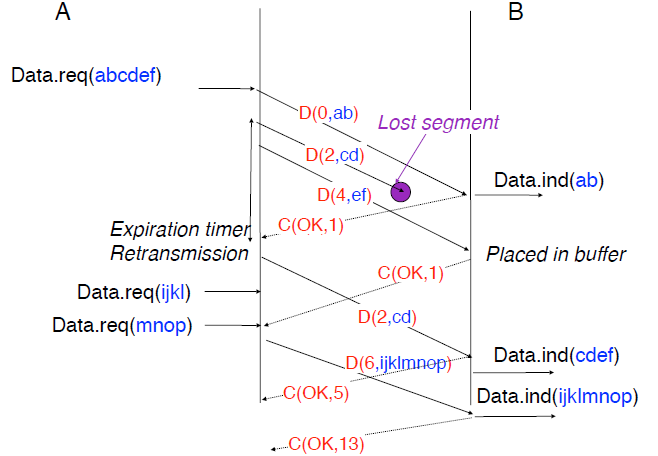 A
B
Data.req(abcdef)
D(0,ab)
Lost segment
D(2,cd)
Data.ind(ab)
D(4,ef)
C(OK,1)
Expiration timer
Retransmission
Placed in buffer
C(OK,1)
Data.req(ijkl)
Data.req(mnop)
D(2,cd)
Data.ind(cdef)
D(6,ijklmnop)
C(OK,5)
Data.ind(ijklmnop)
C(OK,13)